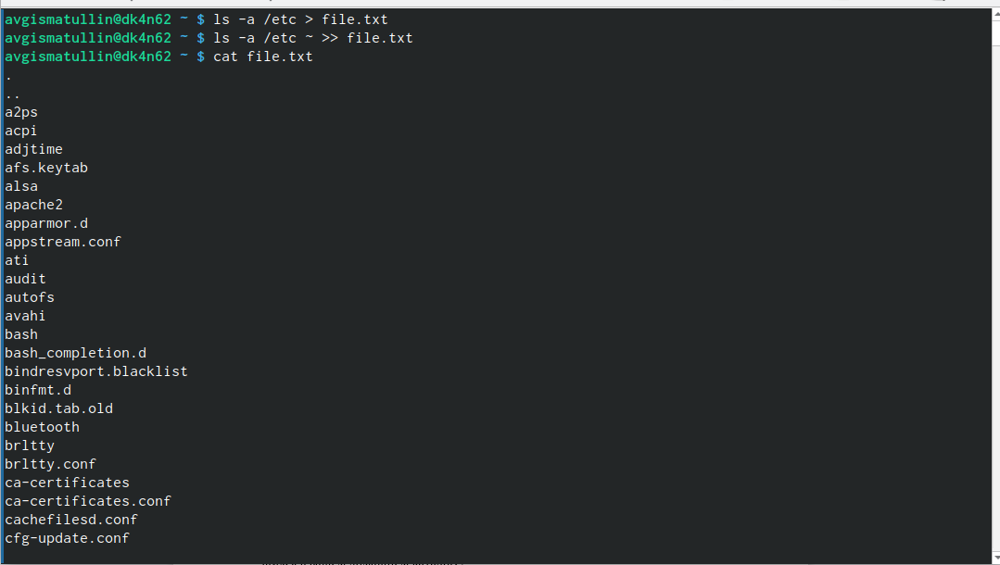 avgismatullin@dk4n62 ~ $ ls -a /etc > file.txt
avgismatullin@dk4n62 ~ $ ls -a /etc ~ >> file.txt
avgismatullin@dk4n62 ~ $ cat file.txt
.
..
a2ps
acpi
adjtime
afs.keytab
alsa
apache2
apparmor.d
appstream.conf
ati
audit
autofs
avahi
bash
bash_completion.d
bindresvport.blacklist
binfmt.d
blkid.tab.old
bluetooth
brltty
brltty.conf
ca-certificates
ca-certificates.conf
cachefilesd.conf
cfg-update.conf